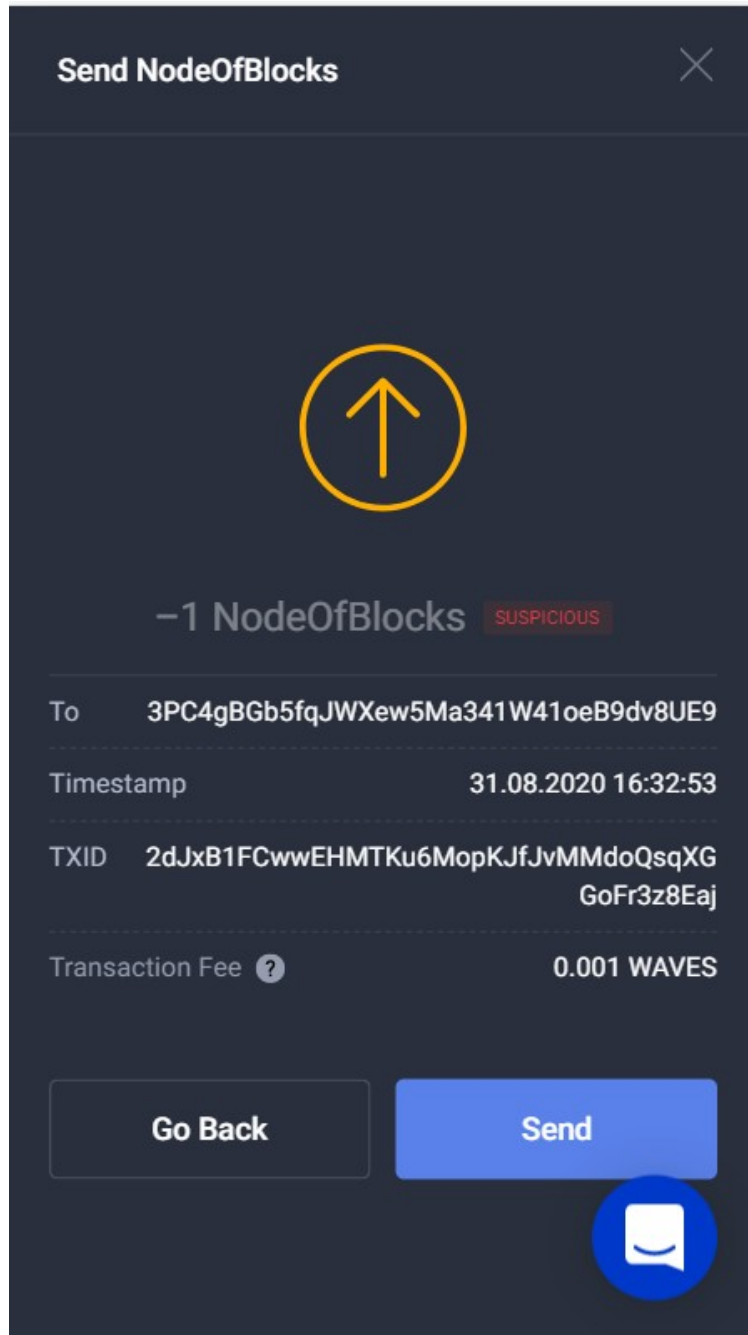 Send NodeOfBlocks
–1 NodeOfBlocks SUSPICIOUS
To 3PC4gBGb5fqJWXew5Ma341W41oeB9dv8UE9
Timestamp 31.08.2020 16:32:53
TXID 2dJxB1FCwwEHMTKu6MopKJfJvMMdoQsqXG
GoFr3z8Eaj
Transaction Fee ? 0.001 WAVES
Go Back Send